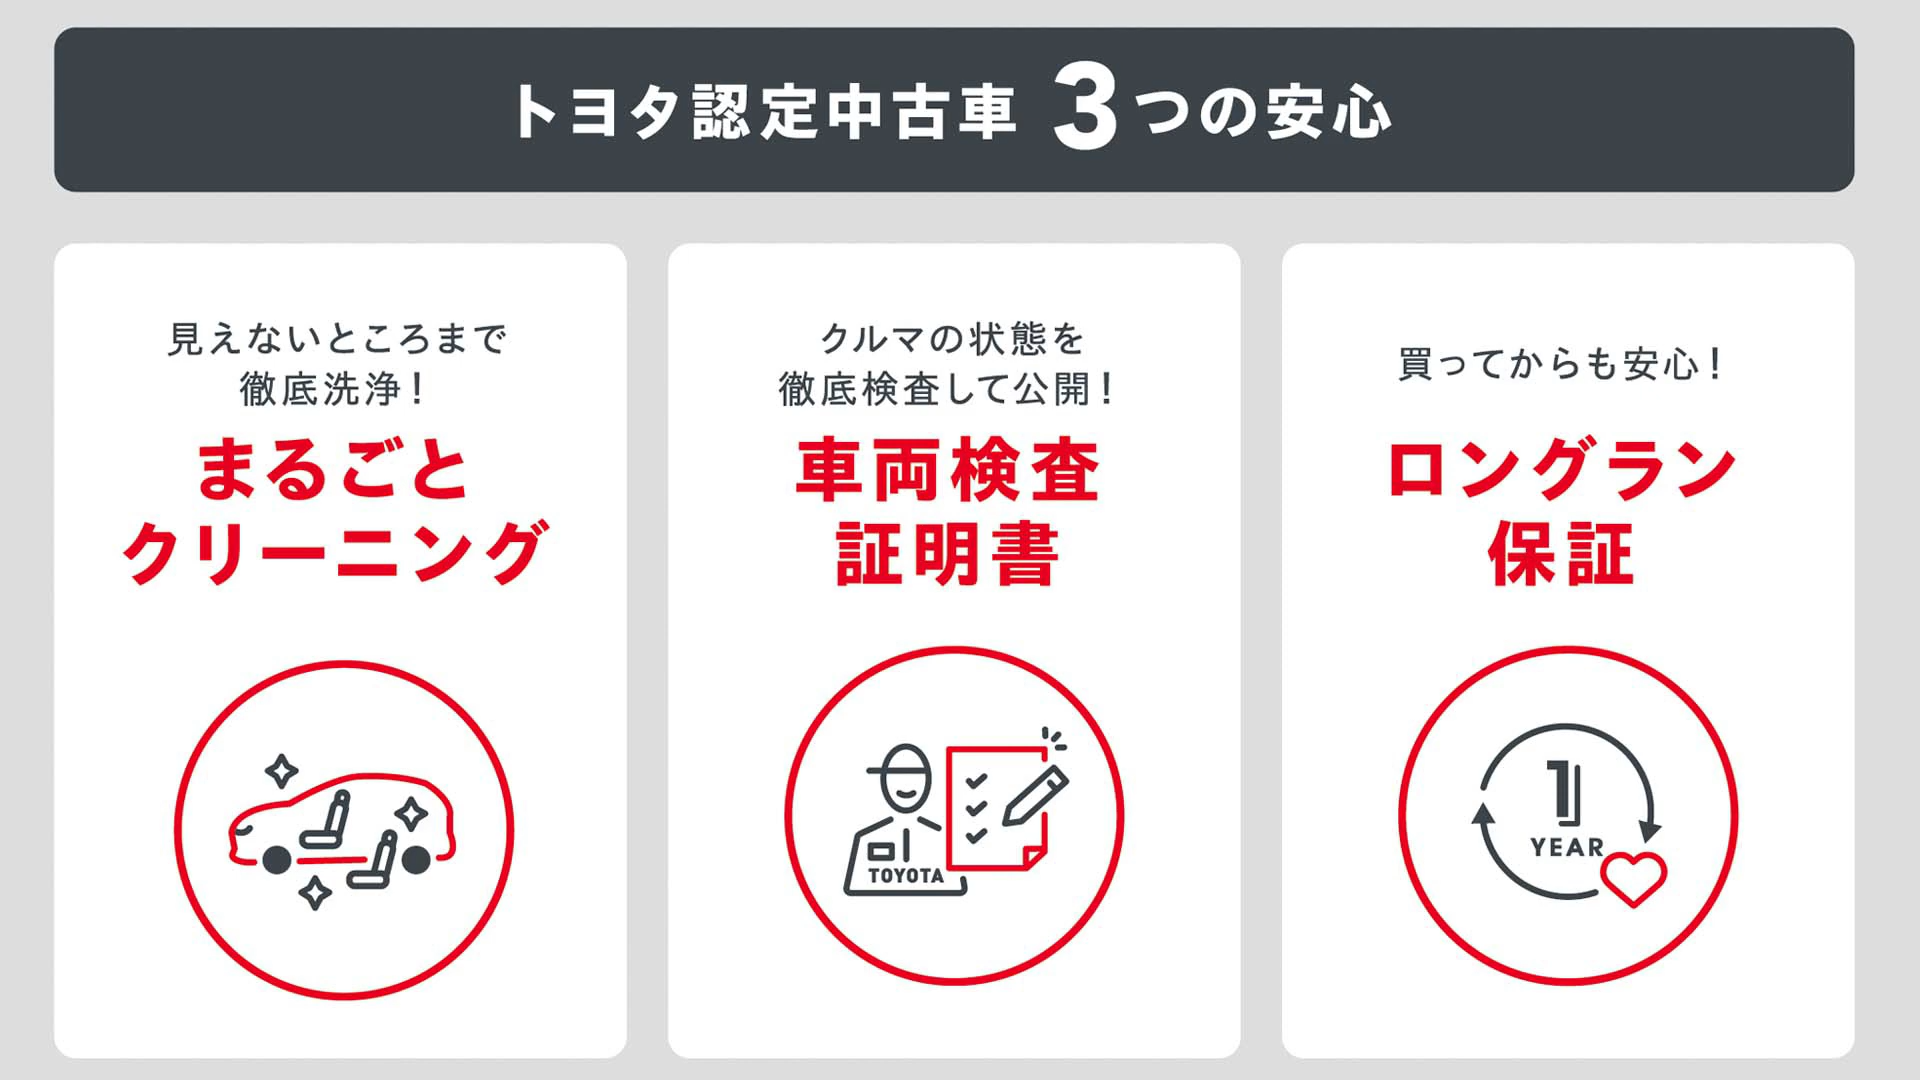 トヨタ認定中古車 3つの安心
見えないところまで
徹底洗浄！
まるごと
クリーニング
クルマの状態を
徹底検査して公開！
車両検査
証明書
TOYOTA
買ってからも安心！
ロングラン
保証
1
YEAR